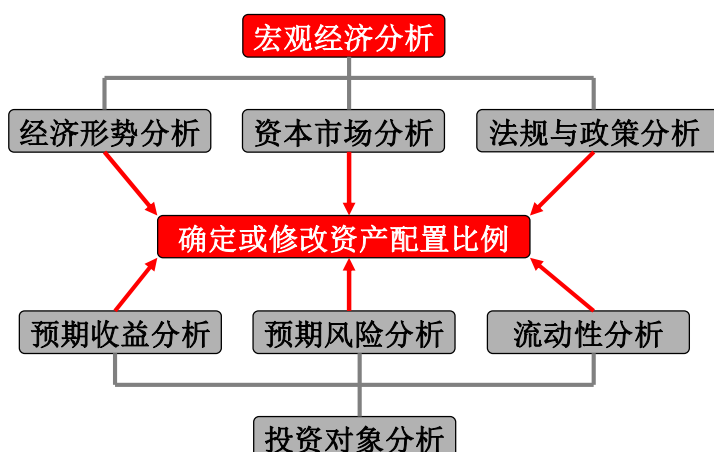 宏观经济分析
经济形势分析
资本市场分析
法规与政策分析
确定或修改资产配置比例
预期收益分析
预期风险分析
流动性分析
投资对象分析